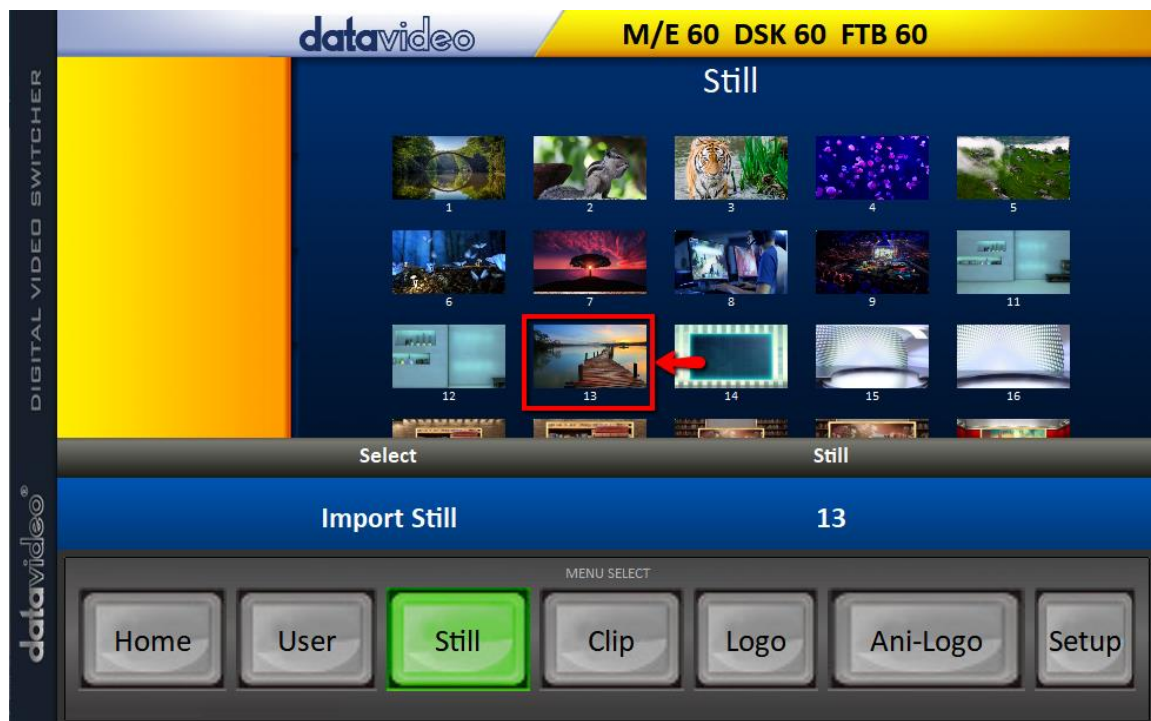 datavideo M/E 60 DSK 60 FTB 60
Still
1 2 3 4 5
6 7 8 9 11
12 13 14 15 16
Select Still
Import Still 13
MENU SELECT
Home User Still Clip Logo Ani-Logo Setup
DIGITAL VIDEO SWITCHER
datavideo®